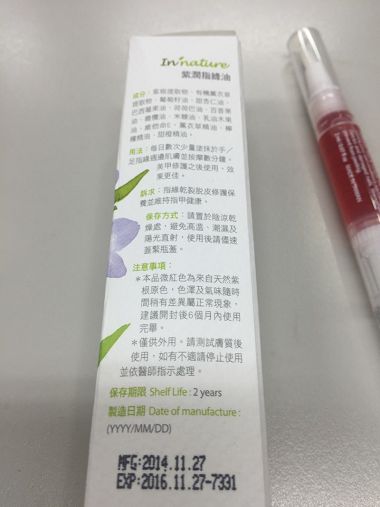 Innature
紫潤指緣油
成分：紫根提取物、有機薰衣草
提取物、葡萄籽油、甜杏仁油、
巴西莓果油、荷荷巴油、百香果
油、橄欖油、米糠油、乳油木果
油、維他命E、薰衣草精油、檸
檬精油、甜橙精油。
用法：每日數次少量塗抹於手／
足指緣週邊肌膚並按摩數分鐘。
美甲修護之後使用，效
果更佳。
訴求：指緣乾裂脫皮修護保
養並維持指甲健康。
保存方式：請置於陰涼乾
燥處，避免高溫、潮濕及
陽光直射，使用後請儘速
蓋緊瓶蓋。
注意事項：
＊本品微紅色為來自天然紫
根原色，色澤及氣味隨時
間稍有差異屬正常現象，
建議開封後6個月內使用
完畢。
＊僅供外用。請測試膚質後
使用，如有不適請停止使用
並依醫師指示處理。
保存期限 Shelf Life : 2 years
製造日期 Date of manufacture :
(YYYY/MM/DD)
MFG:2014.11.27
EXP:2016.11.27-7331